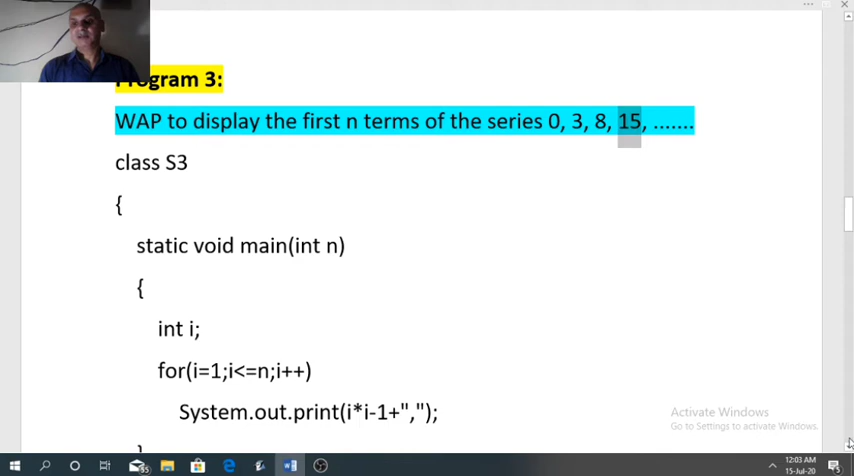 Program 3:
WAP to display the first n terms of the series 0, 3, 8, 15, .......
class S3
{
static void main(int n)
{
int i;
for(i=1;i<=n;i++)
System.out.print(i*i-1+",");
}
Activate Windows
Go to Settings to activate Windows.
12:03 AM
15-Jul-20